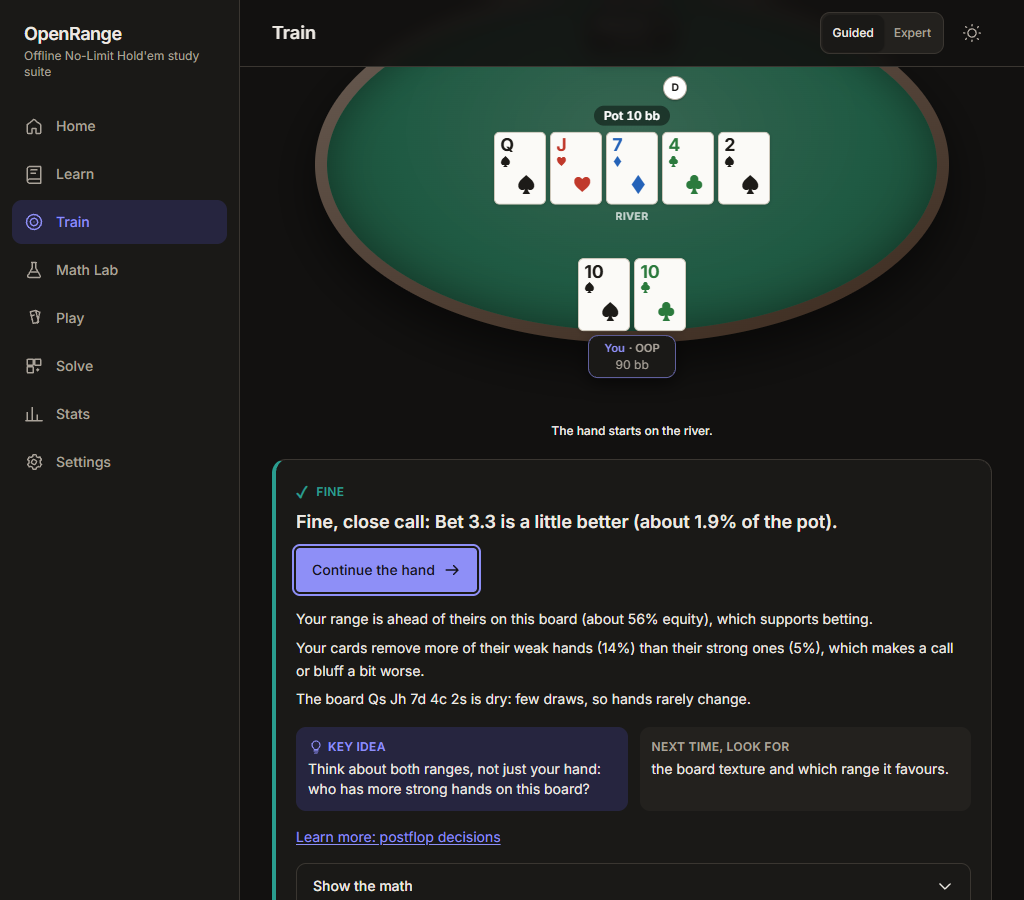 OpenRange
Offline No-Limit Hold'em study
suite
Home
Learn
Train
Math Lab
Play
Solve
Stats
Settings
Train
Guided
Expert
D
Pot 10 bb
Q
J
7
4
2
RIVER
10
10
You · OOP
90 bb
The hand starts on the river.
FINE
Fine, close call: Bet 3.3 is a little better (about 1.9% of the pot).
Continue the hand
Your range is ahead of theirs on this board (about 56% equity), which supports betting.
Your cards remove more of their weak hands (14%) than their strong ones (5%), which makes a call
or bluff a bit worse.
The board Qs Jh 7d 4c 2s is dry: few draws, so hands rarely change.
KEY IDEA
Think about both ranges, not just your hand:
who has more strong hands on this board?
NEXT TIME, LOOK FOR
the board texture and which range it favours.
Learn more: postflop decisions
Show the math